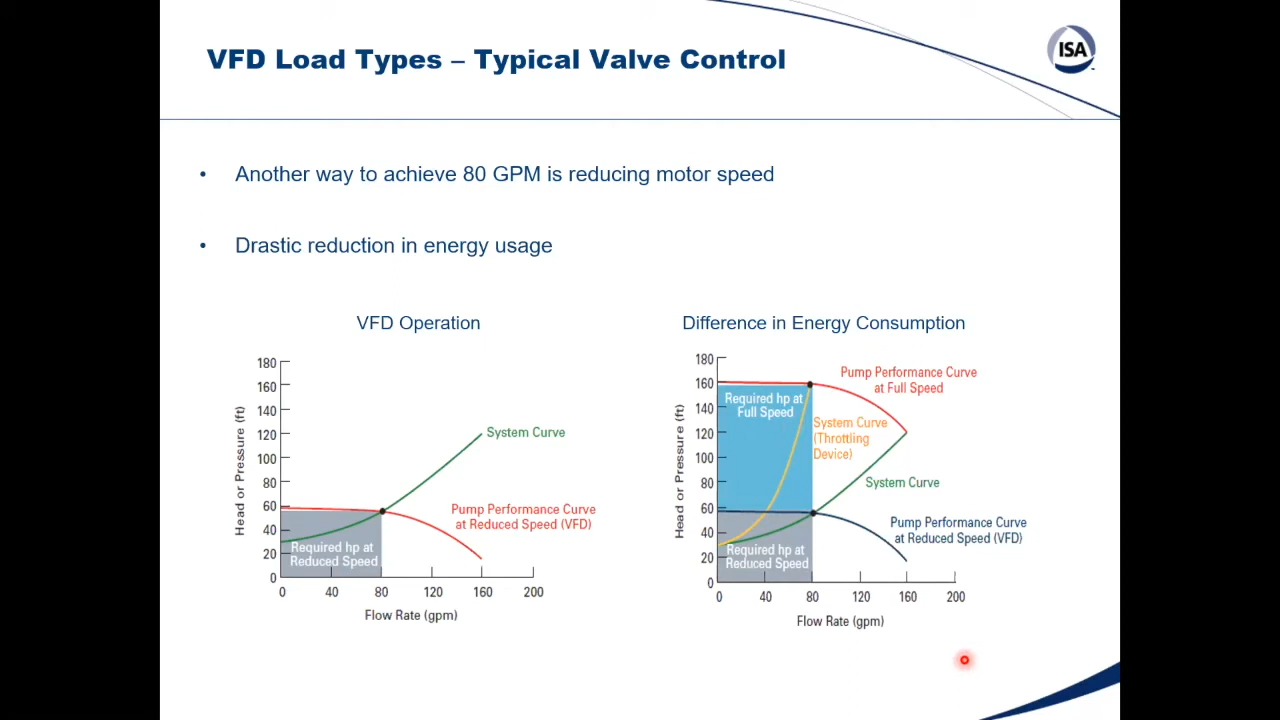 VFD Load Types – Typical Valve Control
ISA
• Another way to achieve 80 GPM is reducing motor speed
• Drastic reduction in energy usage
VFD Operation
Head or Pressure (ft)
180
160
140
120
100
80
60
40
20
0
System Curve
Pump Performance Curve
at Reduced Speed (VFD)
Required hp at
Reduced Speed
0 40 80 120 160 200
Flow Rate (gpm)
Difference in Energy Consumption
Head or Pressure (ft)
180
160
140
120
100
80
60
40
20
0
Pump Performance Curve
at Full Speed
Required hp at
Full Speed
System Curve
(Throttling
Device)
System Curve
Pump Performance Curve
at Reduced Speed (VFD)
Required hp at
Reduced Speed
0 40 80 120 160 200
Flow Rate (gpm)